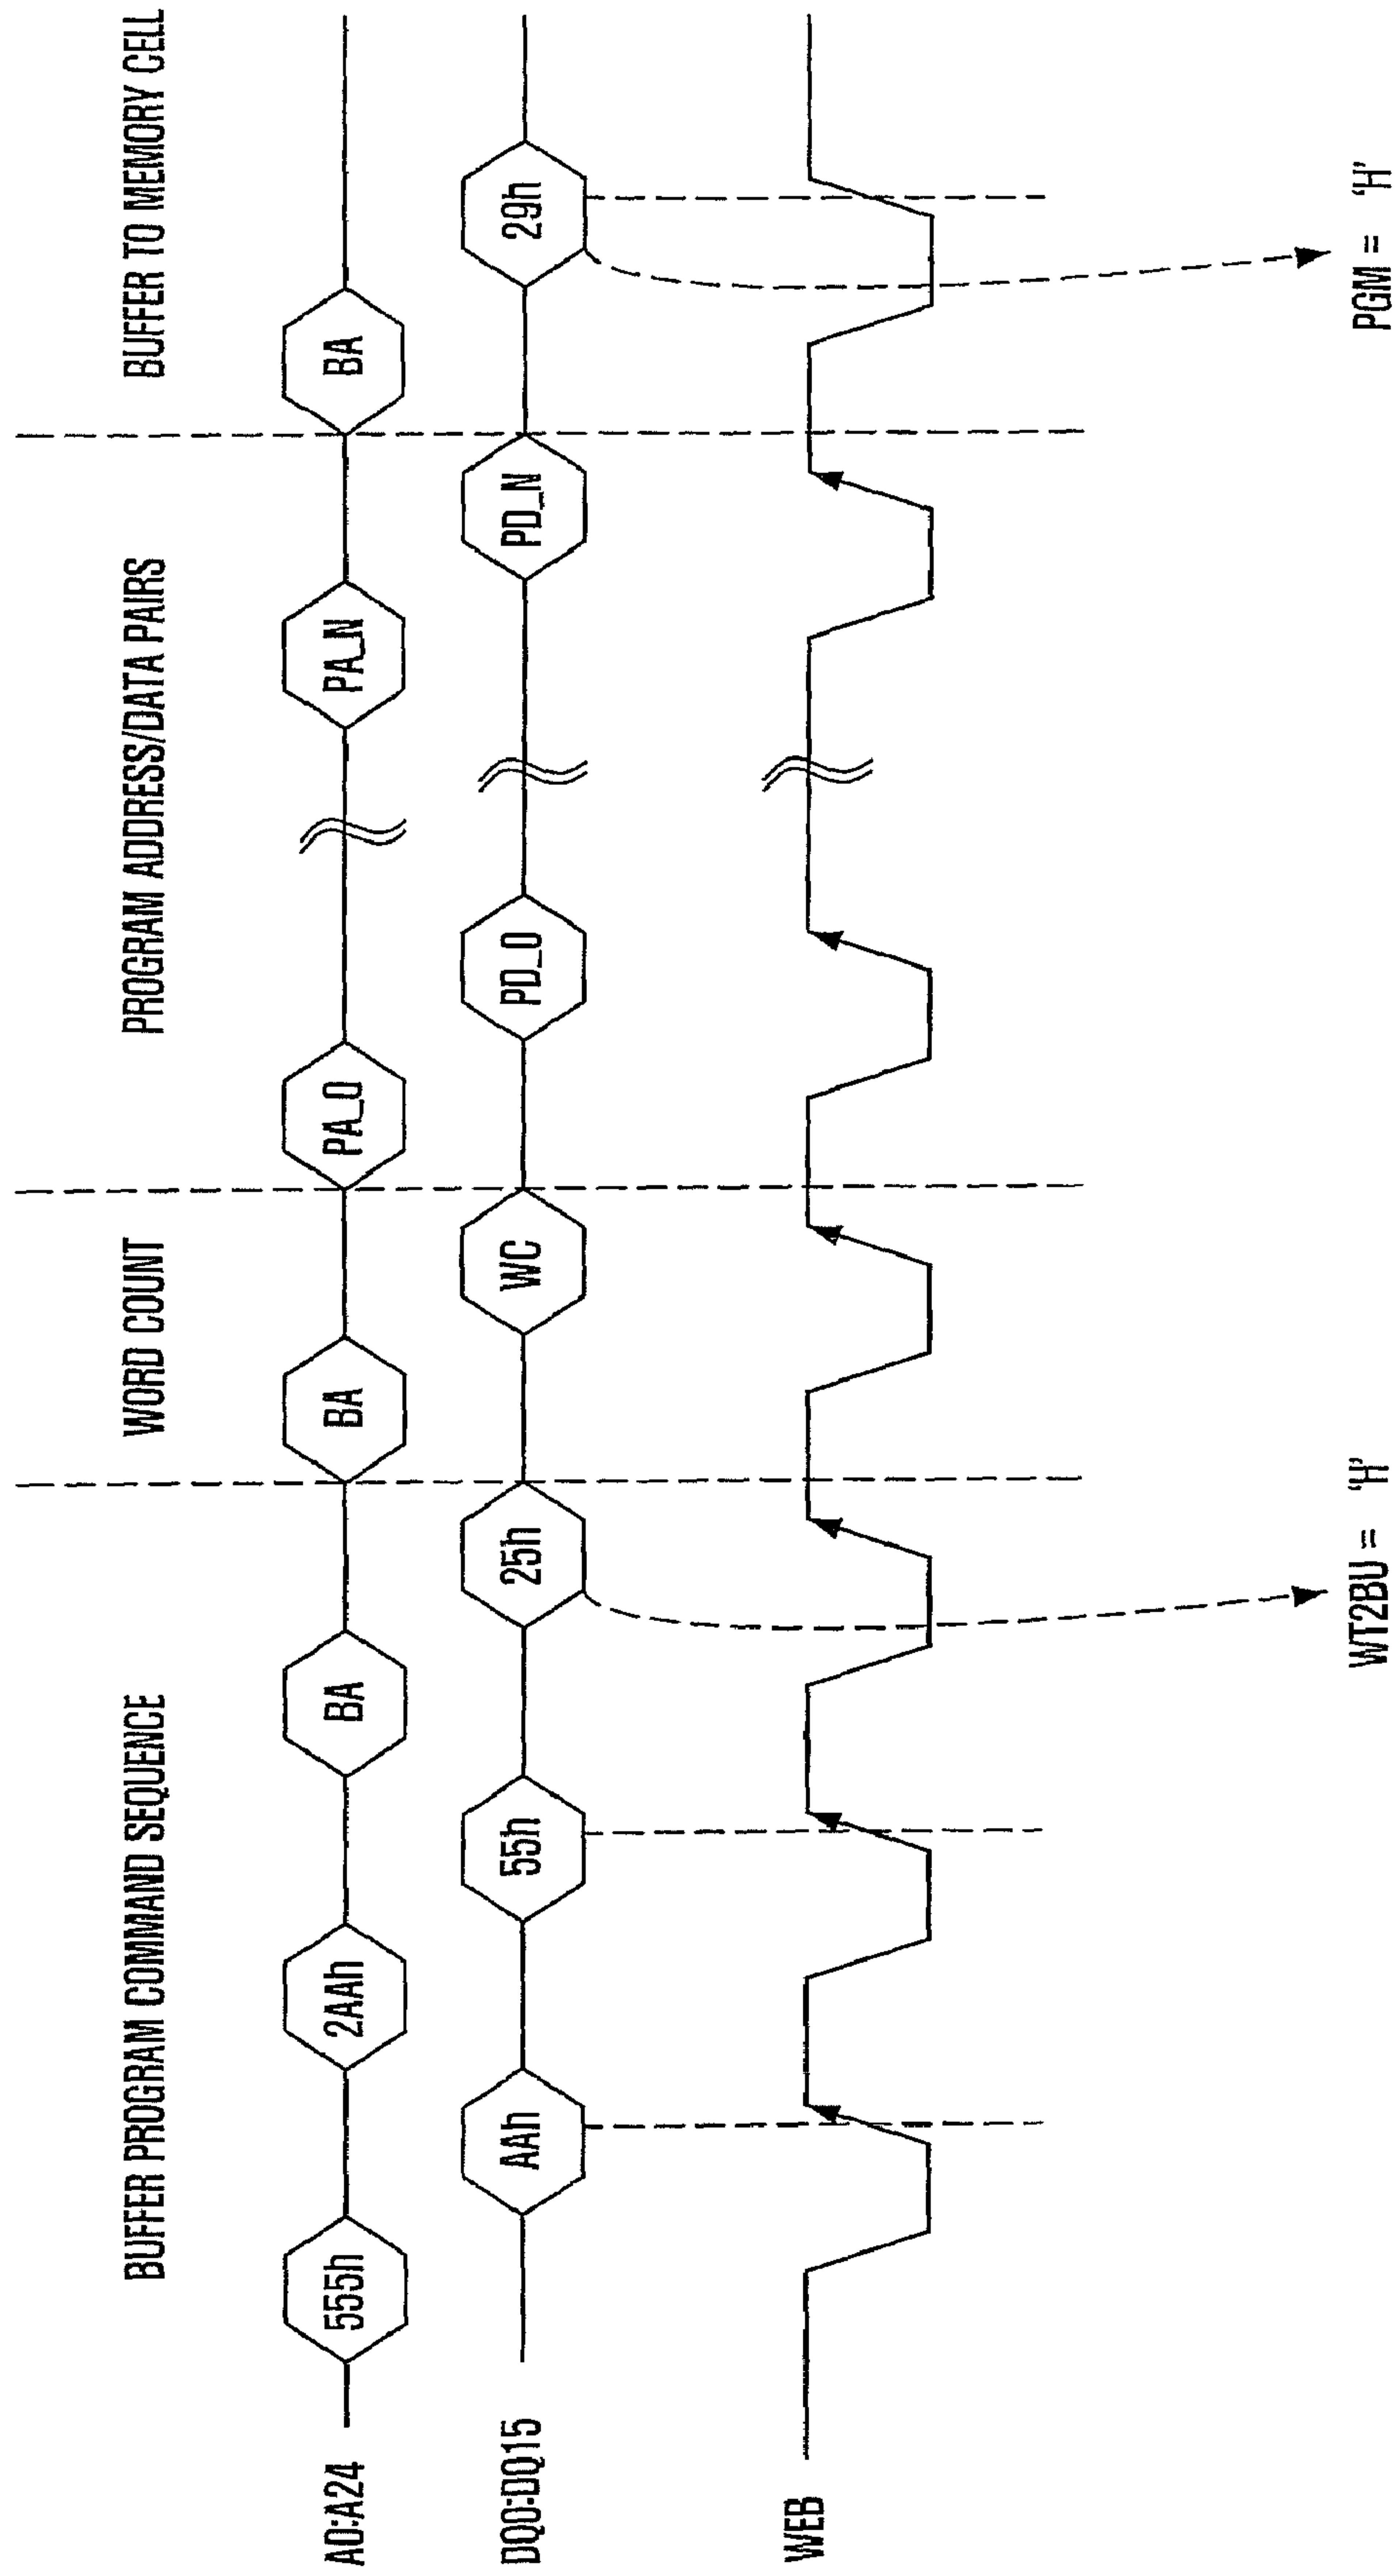 BUFFER PROGRAM COMMAND SEQUENCE
WORD COUNT
PROGRAM ADDRESS/DATA PAIRS
BUFFER TO MEMORY CELL
A0:A24
555h
2AAh
BA
BA
PA_0
PA_N
BA
DQ0:DQ15
AAh
55h
25h
WC
PD_0
PD_N
29h
WEB
WT2BU = 'H'
PGM = 'H'